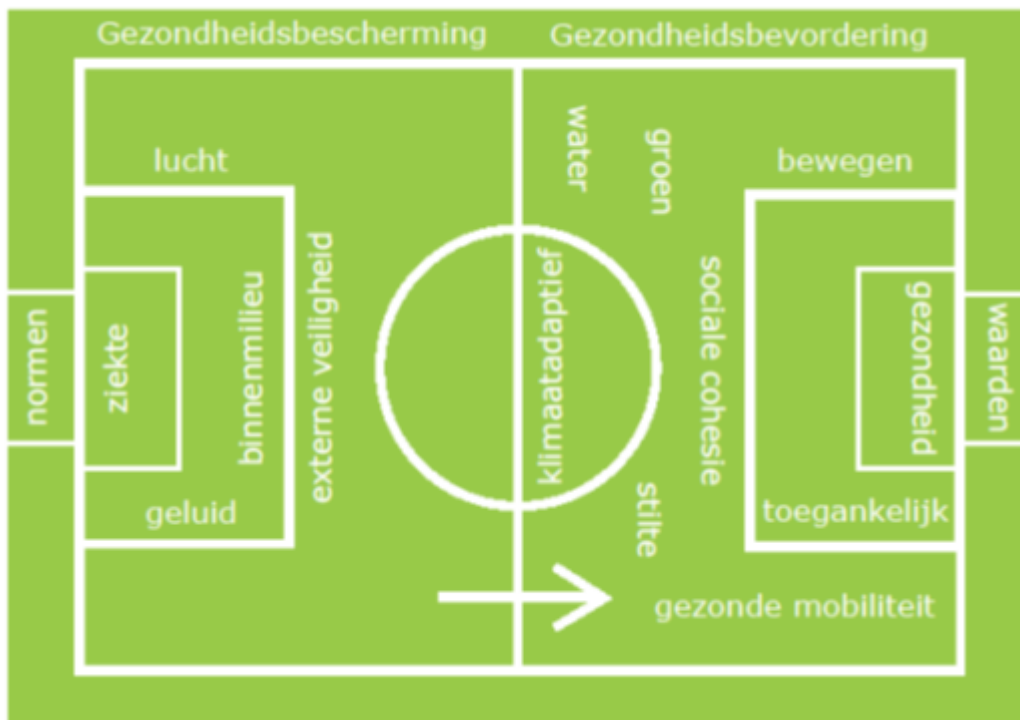 Gezondheidsbescherming
Gezondheidsbevordering
lucht
normen
ziekte
binnenmilieu
externe veiligheid
geluid
water
groen
bewegen
klimaatadaptief
sociale cohesie
gezondheid
waarden
stilte
toegankelijk
gezonde mobiliteit